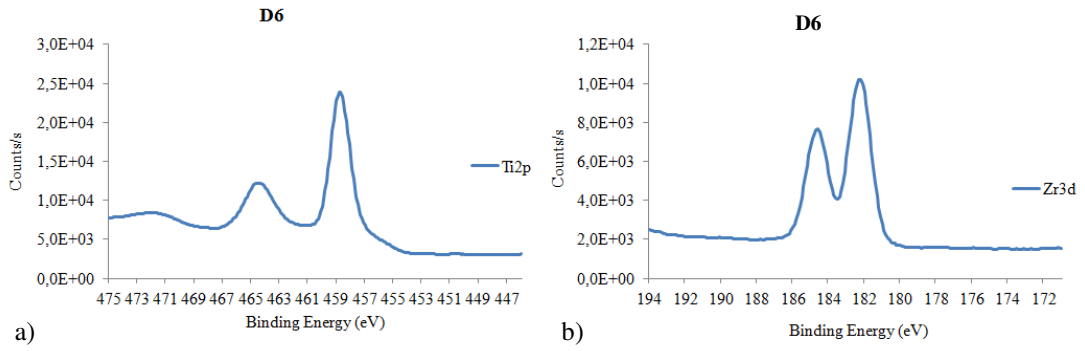 D6
3,0E+04
2,5E+04
2,0E+04
1,5E+04
1,0E+04
5,0E+03
0,0E+00
Counts/s
Ti2p
475 473 471 469 467 465 463 461 459 457 455 453 451 449 447
Binding Energy (eV)
a)
D6
1,2E+04
1,0E+04
8,0E+03
6,0E+03
4,0E+03
2,0E+03
0,0E+00
Counts/s
Zr3d
194 192 190 188 186 184 182 180 178 176 174 172
Binding Energy (eV)
b)